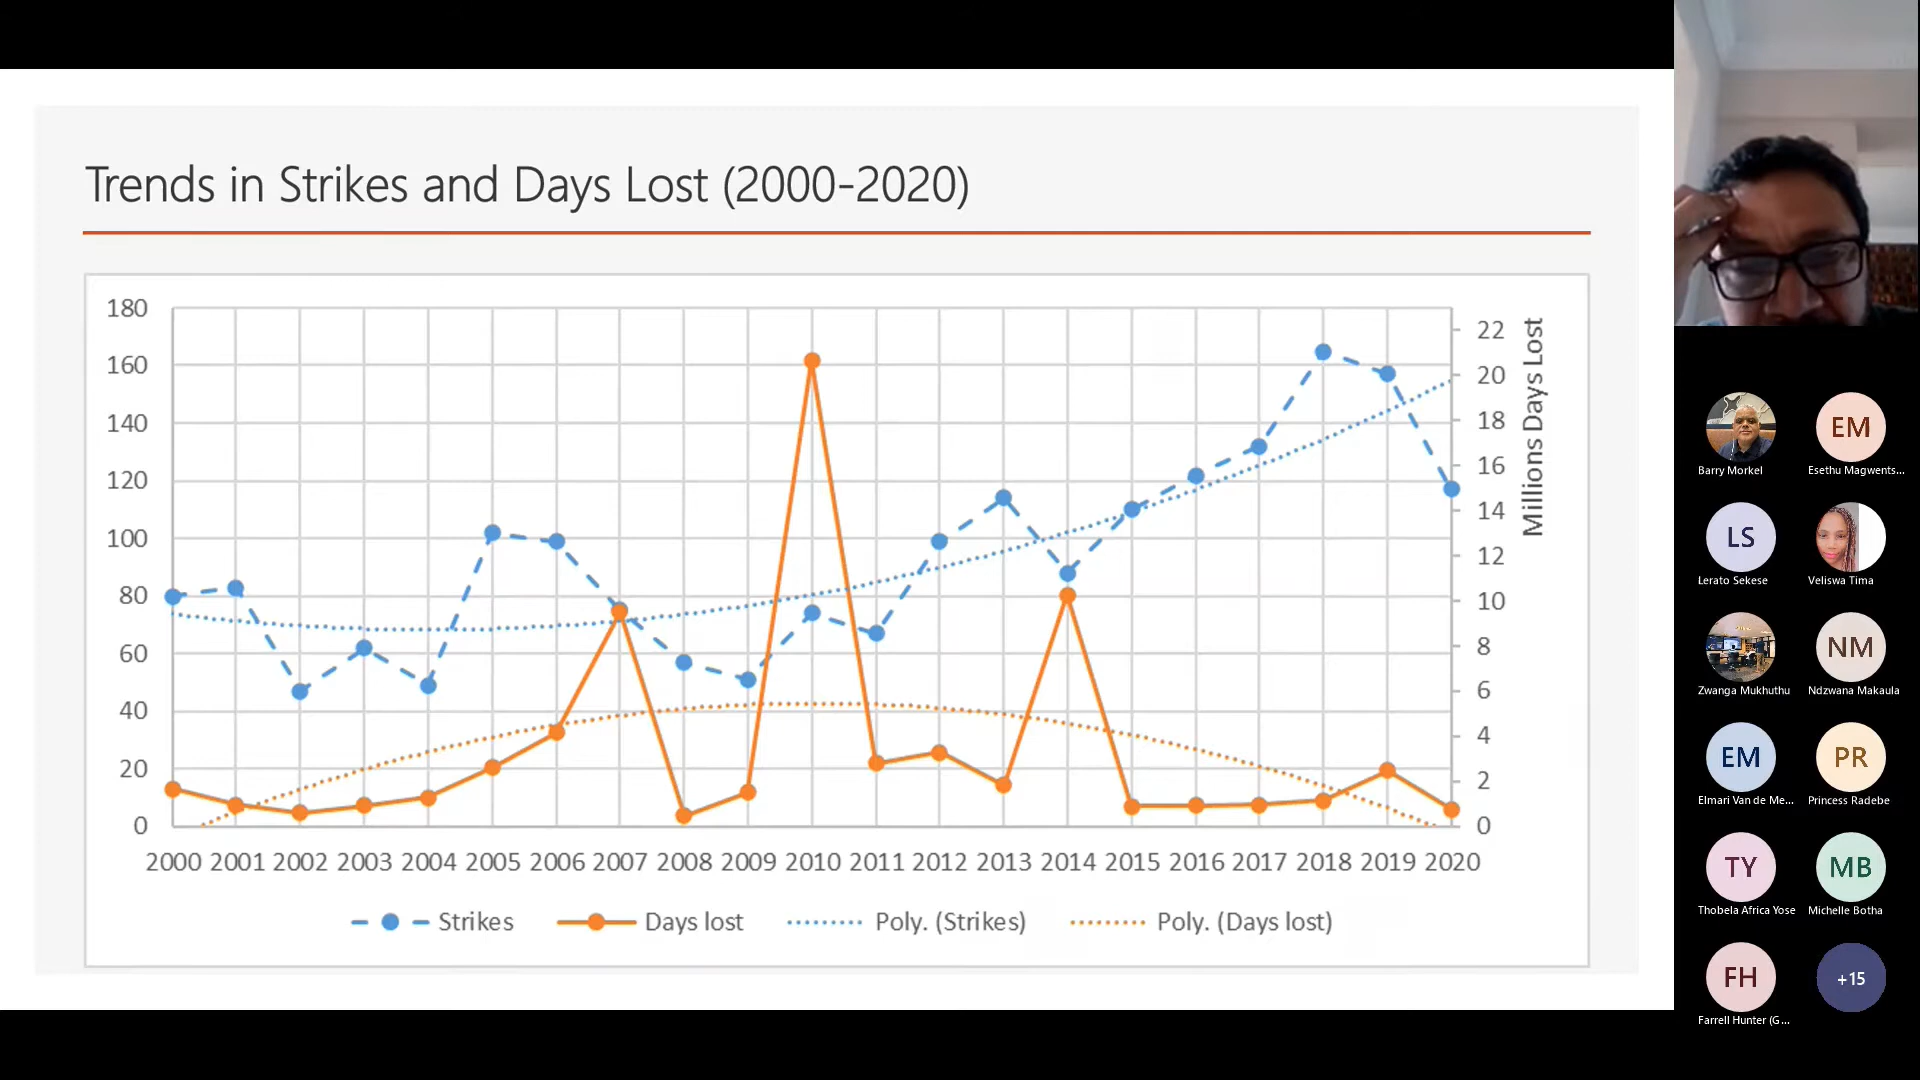 Trends in Strikes and Days Lost (2000-2020)
180
160
140
120
100
80
60
40
20
0
22
20
18
16
14
12
10
8
6
4
2
0
Millions Days Lost
2000 2001 2002 2003 2004 2005 2006 2007 2008 2009 2010 2011 2012 2013 2014 2015 2016 2017 2018 2019 2020
Strikes Days lost Poly. (Strikes) Poly. (Days lost)
EM
Barry Morkel Esethu Magwents...
LS
Lerato Sekese Veliswa Tima
NM
Zwanga Mukhuthu Ndzwana Makaula
EM PR
Elmari Van de Me... Princess Radebe
TY MB
Thobela Africa Yose Michelle Botha
FH +15
Farrell Hunter (G...